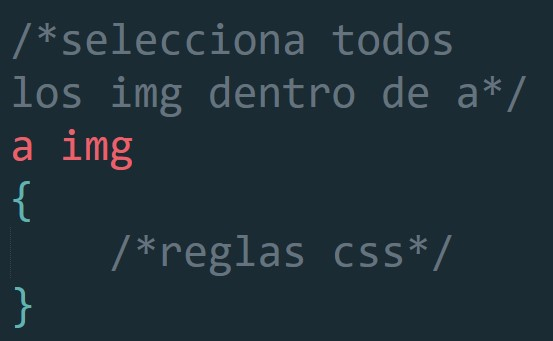 /*selecciona todos
los img dentro de a*/
a img
{
/*reglas css*/
}